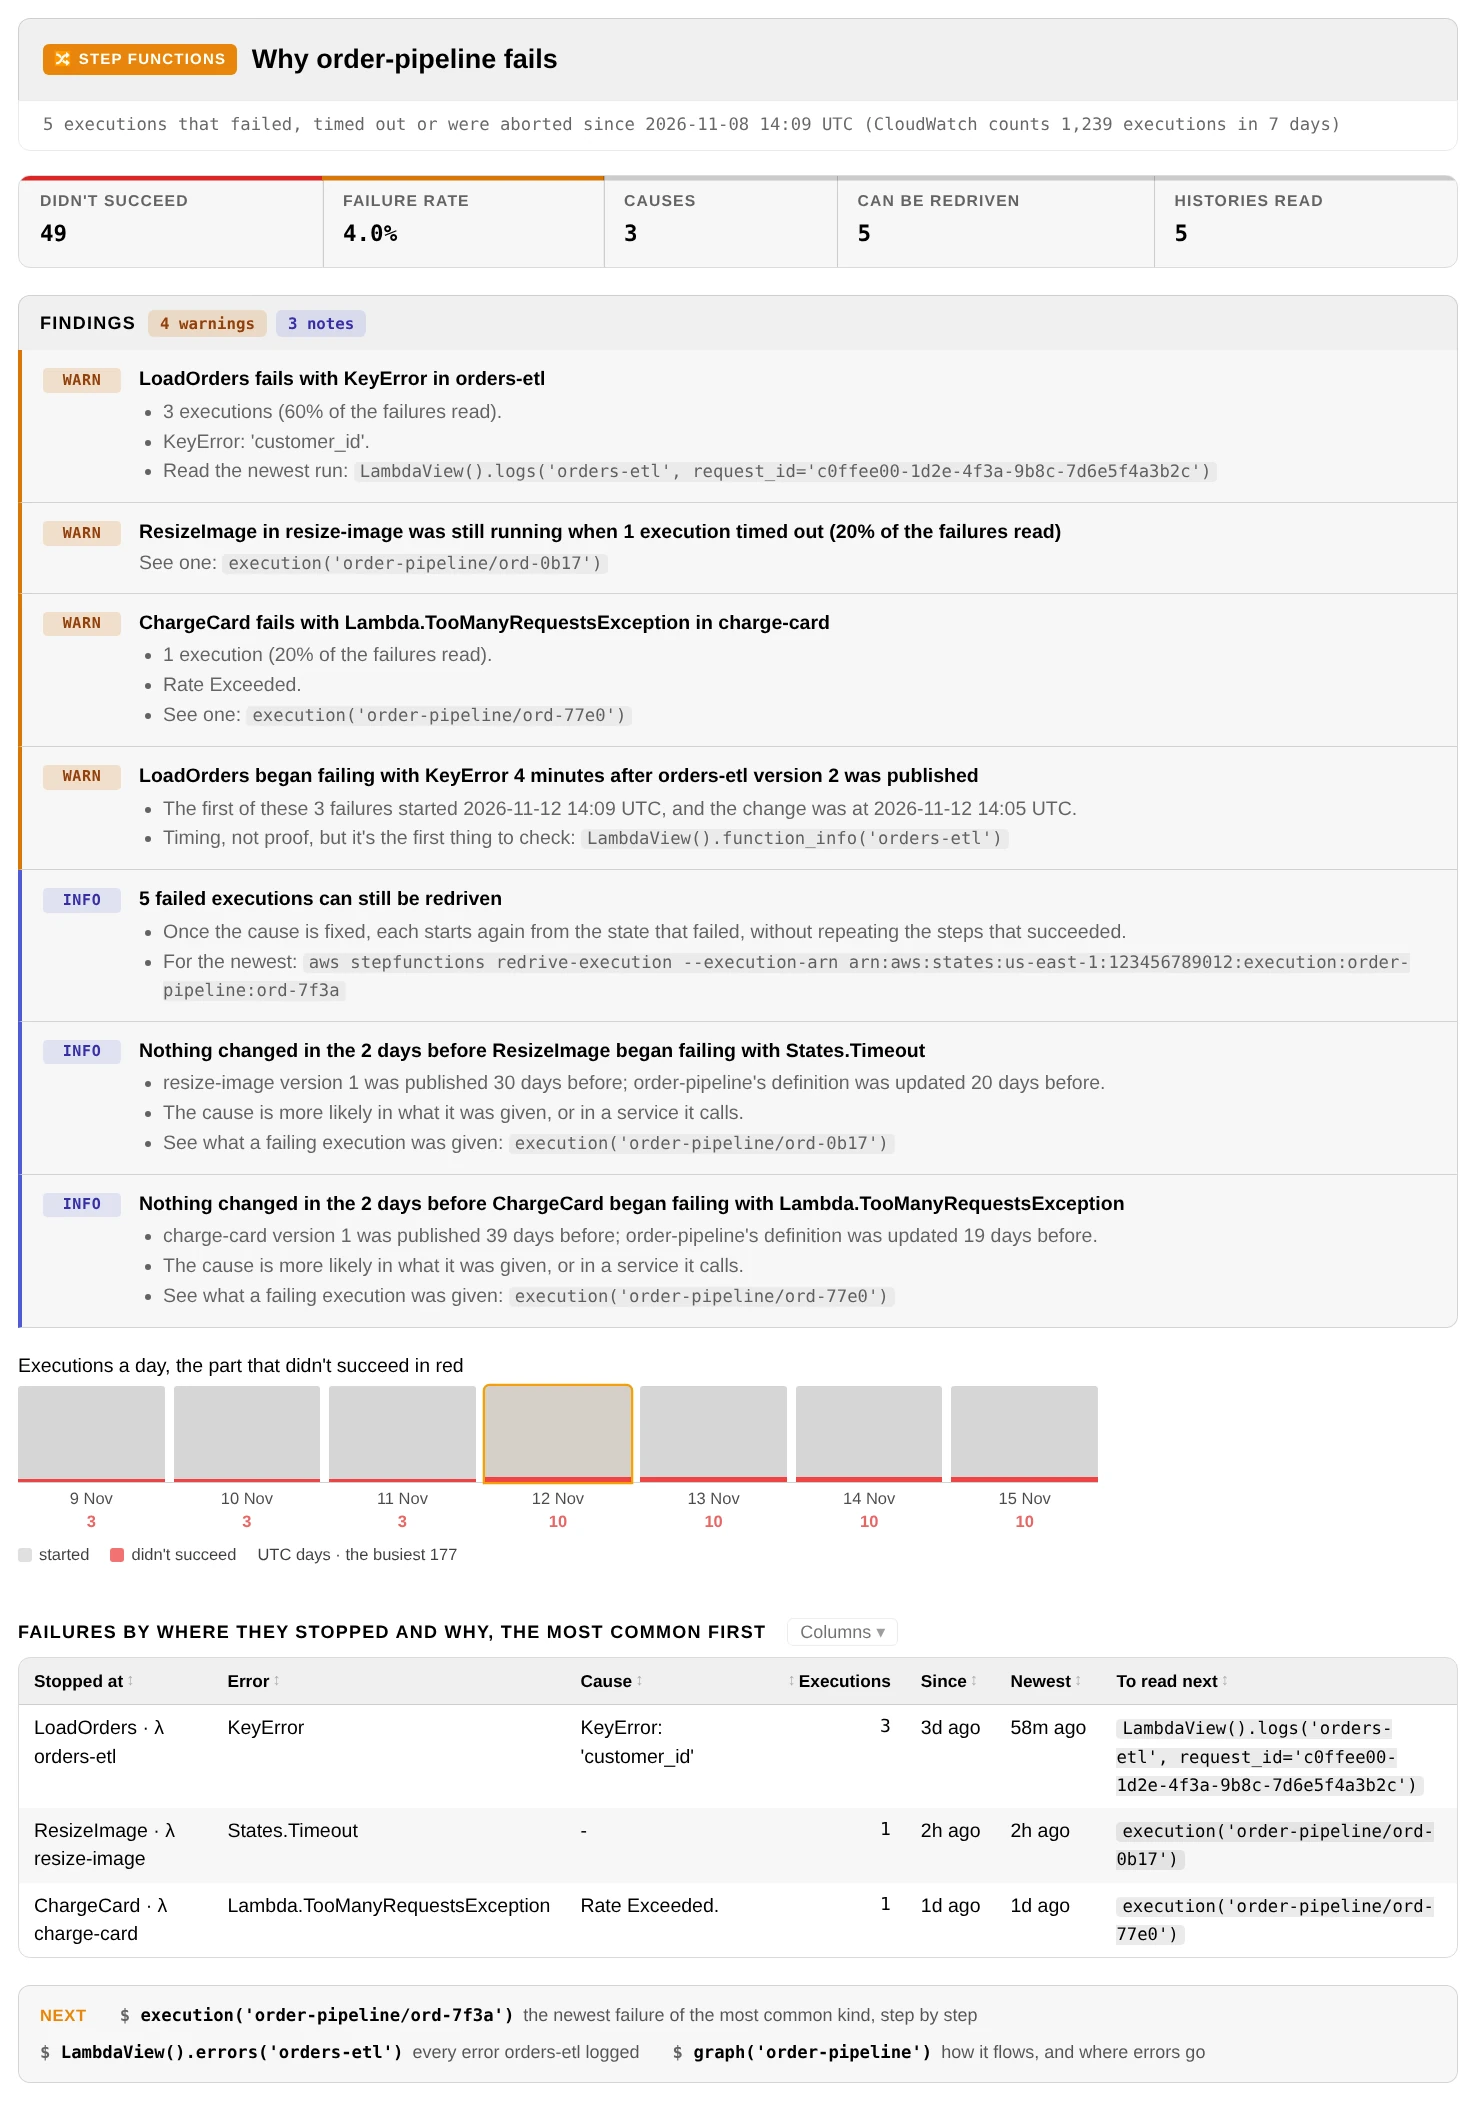 STEP FUNCTIONS Why order-pipeline fails
5 executions that failed, timed out or were aborted since 2026-11-08 14:09 UTC (CloudWatch counts 1,239 executions in 7 days)
DIDN'T SUCCEED FAILURE RATE CAUSES CAN BE REDRIVEN HISTORIES READ
49 4.0% 3 5 5
FINDINGS 4 warnings 3 notes
WARN LoadOrders fails with KeyError in orders-etl
• 3 executions (60% of the failures read).
• KeyError: 'customer_id'.
• Read the newest run: LambdaView().logs('orders-etl', request_id='c0ffee00-1d2e-4f3a-9b8c-7d6e5f4a3b2c')
WARN ResizeImage in resize-image was still running when 1 execution timed out (20% of the failures read)
See one: execution('order-pipeline/ord-0b17')
WARN ChargeCard fails with Lambda.TooManyRequestsException in charge-card
• 1 execution (20% of the failures read).
• Rate Exceeded.
• See one: execution('order-pipeline/ord-77e0')
WARN LoadOrders began failing with KeyError 4 minutes after orders-etl version 2 was published
• The first of these 3 failures started 2026-11-12 14:09 UTC, and the change was at 2026-11-12 14:05 UTC.
• Timing, not proof, but it's the first thing to check: LambdaView().function_info('orders-etl')
INFO 5 failed executions can still be redriven
• Once the cause is fixed, each starts again from the state that failed, without repeating the steps that succeeded.
• For the newest: aws stepfunctions redrive-execution --execution-arn arn:aws:states:us-east-1:123456789012:execution:order-
pipeline:ord-7f3a
INFO Nothing changed in the 2 days before ResizeImage began failing with States.Timeout
• resize-image version 1 was published 30 days before; order-pipeline's definition was updated 20 days before.
• The cause is more likely in what it was given, or in a service it calls.
• See what a failing execution was given: execution('order-pipeline/ord-0b17')
INFO Nothing changed in the 2 days before ChargeCard began failing with Lambda.TooManyRequestsException
• charge-card version 1 was published 39 days before; order-pipeline's definition was updated 19 days before.
• The cause is more likely in what it was given, or in a service it calls.
• See what a failing execution was given: execution('order-pipeline/ord-77e0')
Executions a day, the part that didn't succeed in red
9 Nov 10 Nov 11 Nov 12 Nov 13 Nov 14 Nov 15 Nov
3 3 3 10 10 10 10
started didn't succeed UTC days · the busiest 177
FAILURES BY WHERE THEY STOPPED AND WHY, THE MOST COMMON FIRST Columns ▾
Stopped at ↕ Error ↕ Cause ↕ ↕ Executions Since ↕ Newest ↕ To read next ↕
LoadOrders · λ KeyError KeyError: 3 3d ago 58m ago LambdaView().logs('orders-
orders-etl 'customer_id' etl', request_id='c0ffee00-
1d2e-4f3a-9b8c-7d6e5f4a3b2c')
ResizeImage · λ States.Timeout - 1 2h ago 2h ago execution('order-pipeline/ord-
resize-image 0b17')
ChargeCard · λ Lambda.TooManyRequestsException Rate Exceeded. 1 1d ago 1d ago execution('order-pipeline/ord-
charge-card 77e0')
NEXT $ execution('order-pipeline/ord-7f3a') the newest failure of the most common kind, step by step
$ LambdaView().errors('orders-etl') every error orders-etl logged $ graph('order-pipeline') how it flows, and where errors go